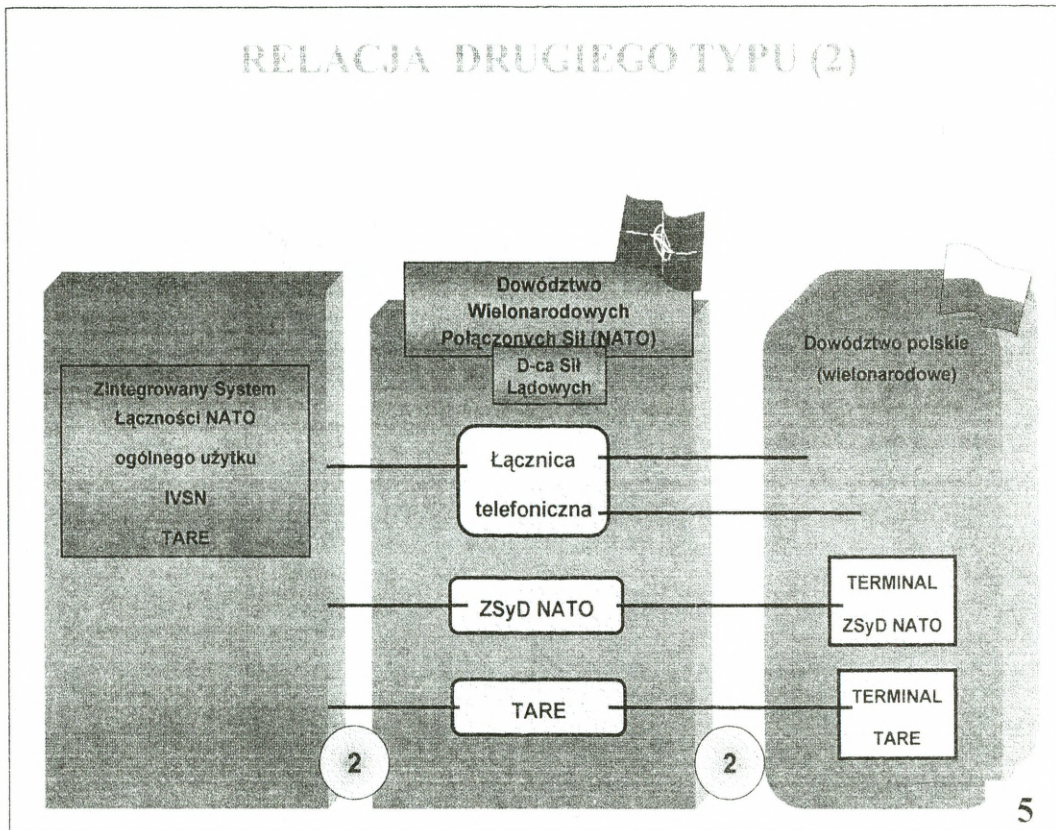 RELACJA DRUGIEGO TYPU (2)
Zintegrowany System
Łączności NATO
ogólnego użytku
IVSN
TARE
Dowództwo
Wielonarodowych
Połączonych Sił (NATO)
D-ca Sił
Lądowych
Łącznica
telefoniczna
ZSyD NATO
TARE
Dowództwo polskie
(wielonarodowe)
TERMINAL
ZSyD NATO
TERMINAL
TARE
2
2
5